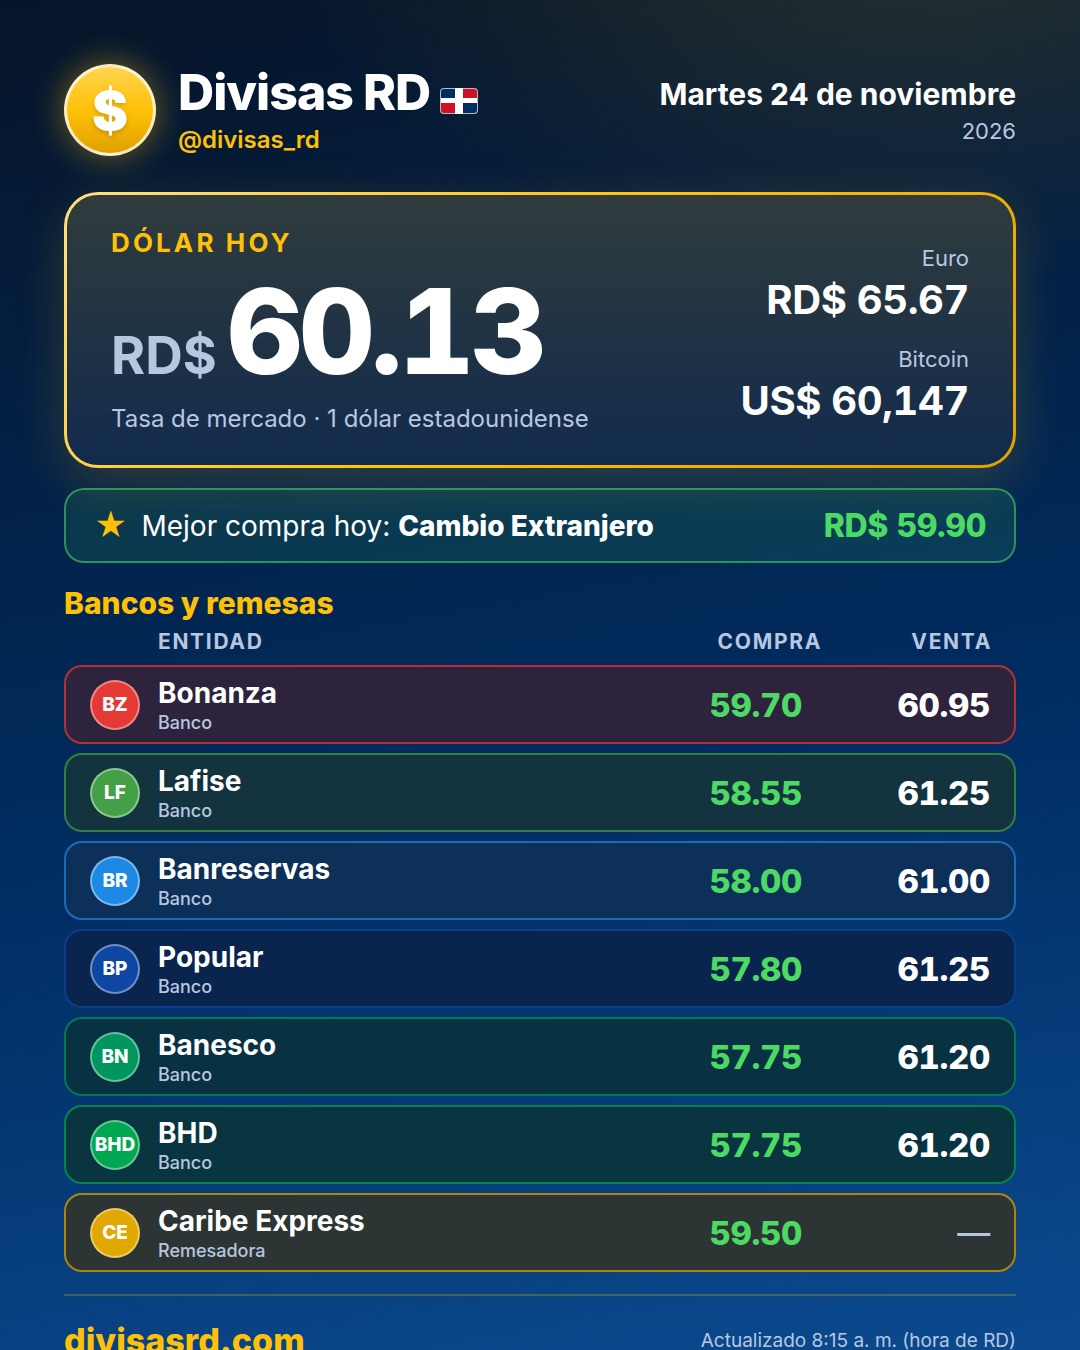 $
Divisas RD
@divisas_rd
Martes 24 de noviembre
2026
DÓLAR HOY
RD$ 60.13
Tasa de mercado · 1 dólar estadounidense
Euro
RD$ 65.67
Bitcoin
US$ 60,147
★ Mejor compra hoy: Cambio Extranjero RD$ 59.90
Bancos y remesas
ENTIDAD COMPRA VENTA
BZ Bonanza 59.70 60.95
Banco
LF Lafise 58.55 61.25
Banco
BR Banreservas 58.00 61.00
Banco
BP Popular 57.80 61.25
Banco
BN Banesco 57.75 61.20
Banco
BHD BHD 57.75 61.20
Banco
CE Caribe Express 59.50 —
Remesadora
divisasrd.com Actualizado 8:15 a. m. (hora de RD)